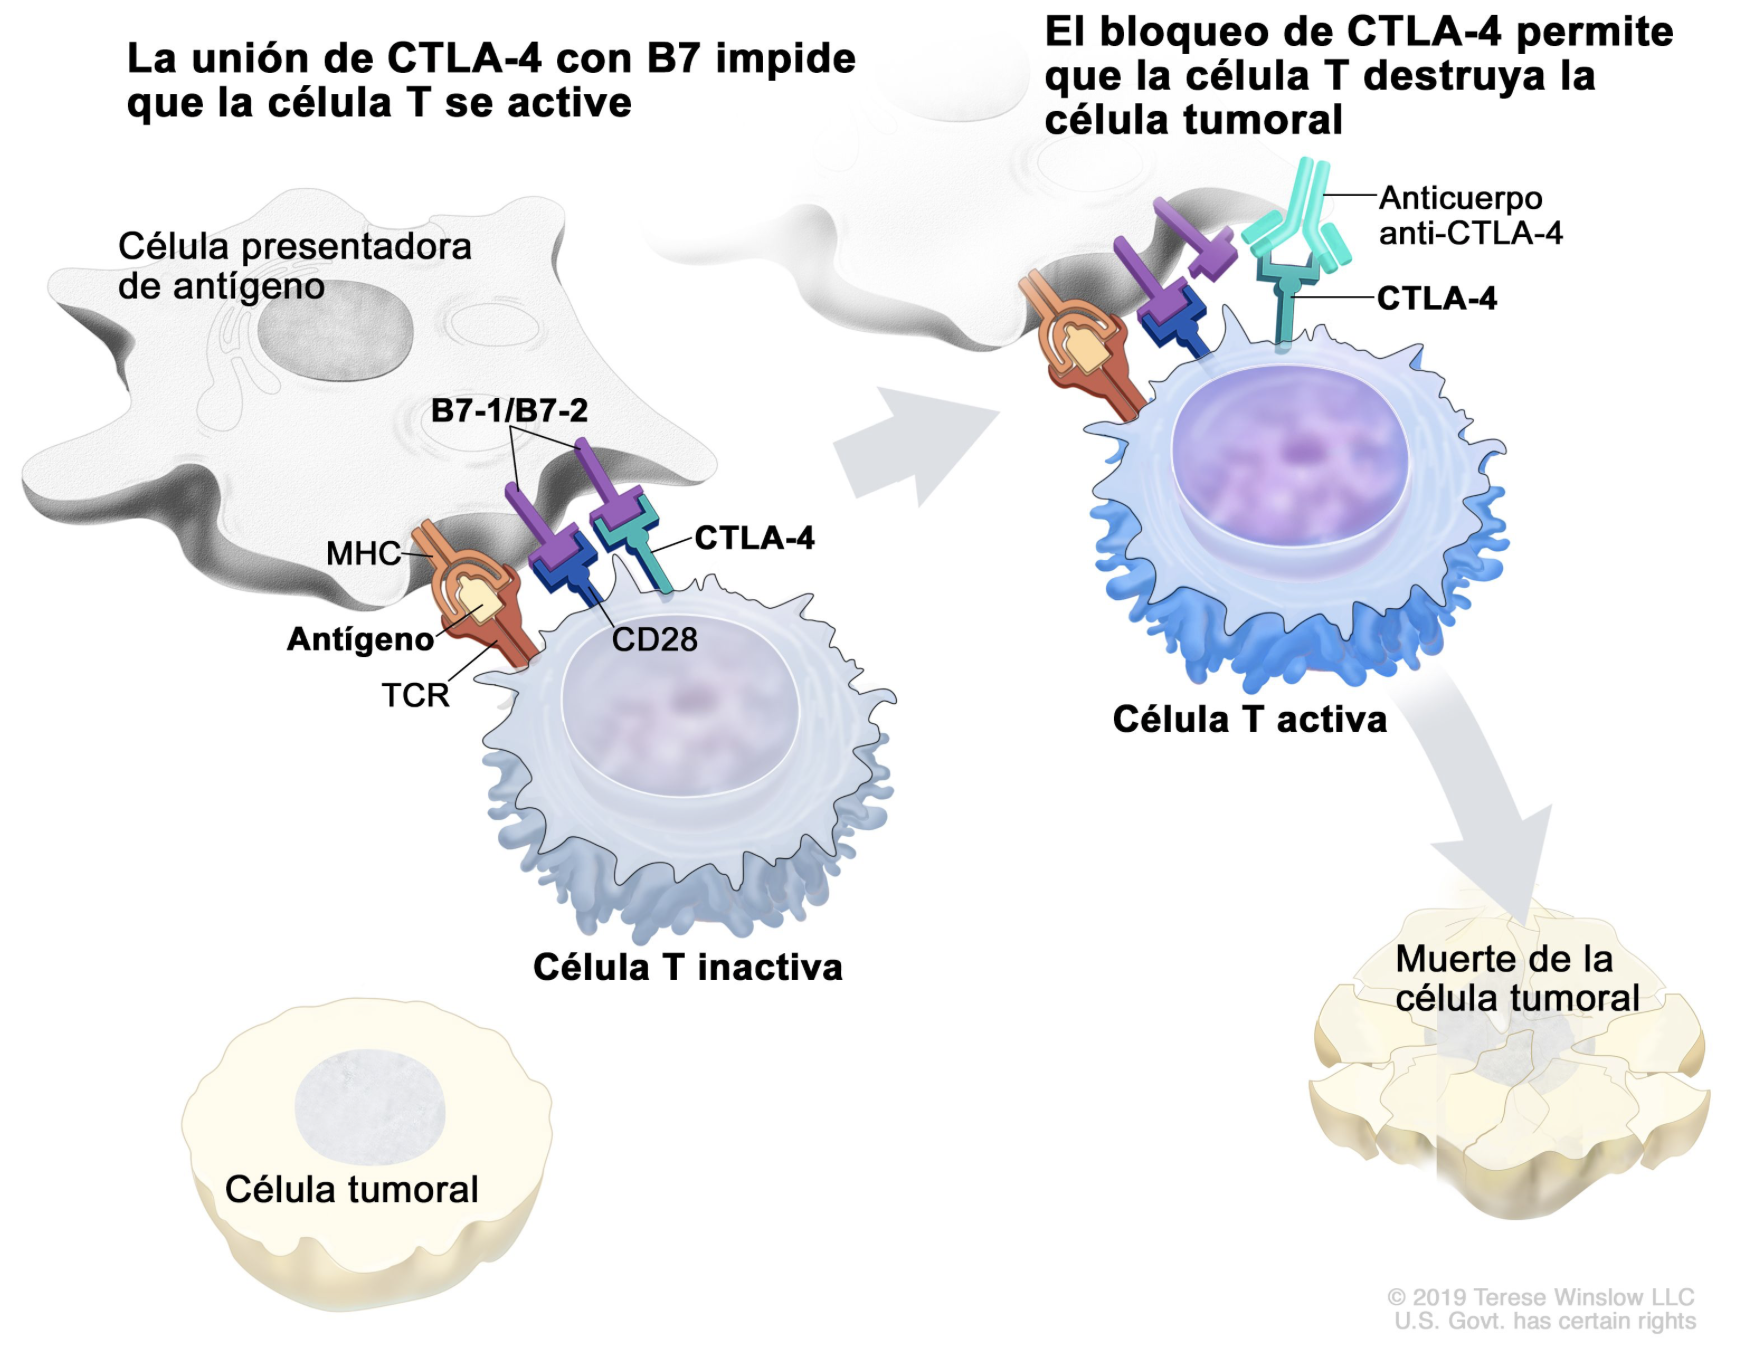 La unión de CTLA-4 con B7 impide
que la célula T se active
Célula presentadora
de antígeno
B7-1/B7-2
MHC
CTLA-4
Antígeno
CD28
TCR
Célula T inactiva
Célula tumoral
El bloqueo de CTLA-4 permite
que la célula T destruya la
célula tumoral
Anticuerpo
anti-CTLA-4
CTLA-4
Célula T activa
Muerte de la
célula tumoral
© 2019 Terese Winslow LLC
U.S. Govt. has certain rights